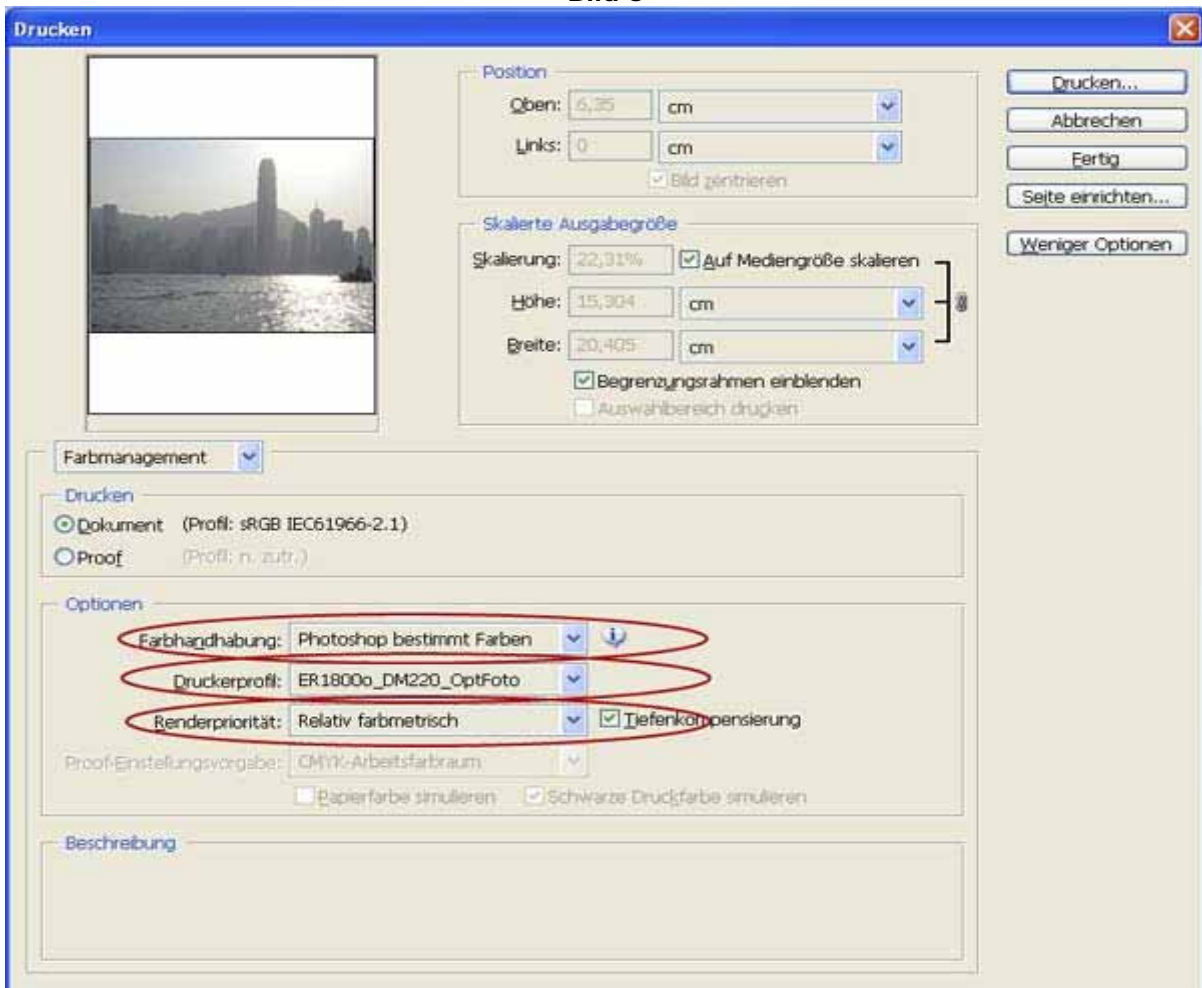 Drucken
Position
Oben: 6,35 cm
Links: 0 cm
Bild zentrieren
Drucken...
Abbrechen
Fertig
Seite einrichten...
Weniger Optionen
Skalierte Ausgabegröße
Skalierung: 22,31% Auf Mediengröße skalieren
Höhe: 15,304 cm
Breite: 20,405 cm
Begrenzungsrahmen einblenden
Auswahlbereich drucken
Farbmanagement
Drucken
Dokument (Profil: sRGB IEC61966-2.1)
Proof (Profil: n. zutr.)
Optionen
Farbhandhabung: Photoshop bestimmt Farben
Druckerprofil: ER1800o_DM220_OptFoto
Renderpriorität: Relativ farbmetrisch Tiefenkompensierung
Proof-Einstellungsvorgabe: CMYK-Arbeitsfarbraum
Papierfarbe simulieren Schwarze Druckfarbe simulieren
Beschreibung